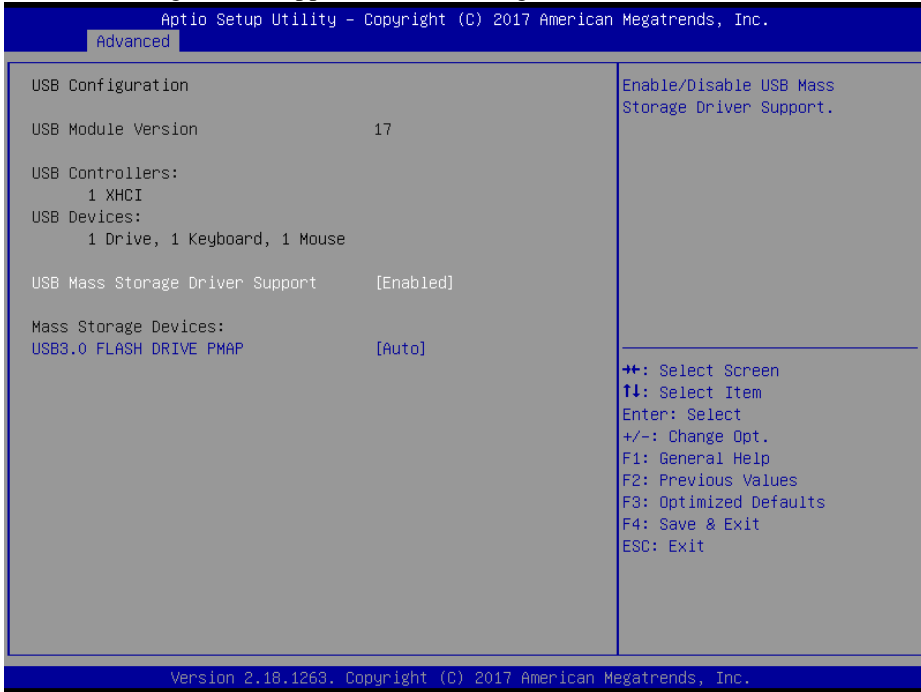 Aptio Setup Utility – Copyright (C) 2017 American Megatrends, Inc.
Advanced
USB Configuration
USB Module Version 17
USB Controllers:
1 XHCI
USB Devices:
1 Drive, 1 Keyboard, 1 Mouse
USB Mass Storage Driver Support [Enabled]
Mass Storage Devices:
USB3.0 FLASH DRIVE PMAP [Auto]
Enable/Disable USB Mass
Storage Driver Support.
→←: Select Screen
↑↓: Select Item
Enter: Select
+/-: Change Opt.
F1: General Help
F2: Previous Values
F3: Optimized Defaults
F4: Save & Exit
ESC: Exit
Version 2.18.1263. Copyright (C) 2017 American Megatrends, Inc.